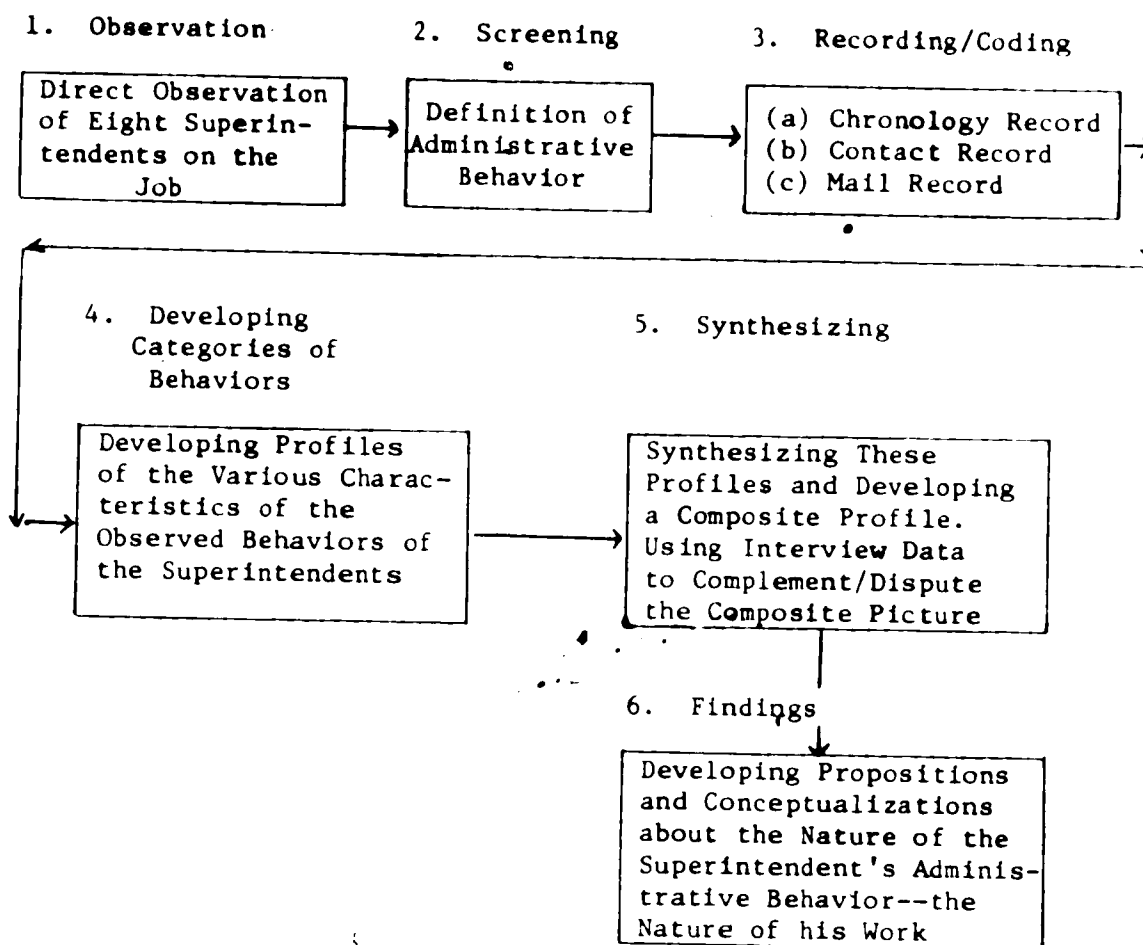 1. Observation
Direct Observation
of Eight Superin-
tendents on the
Job
2. Screening
Definition of
Administrative
Behavior
3. Recording/Coding
(a) Chronology Record
(b) Contact Record
(c) Mail Record
4. Developing
Categories of
Behaviors
Developing Profiles
of the Various Charac-
teristics of the
Observed Behaviors of
the Superintendents
5. Synthesizing
Synthesizing These
Profiles and Developing
a Composite Profile.
Using Interview Data
to Complement/Dispute
the Composite Picture
6. Findings
Developing Propositions
and Conceptualizations
about the Nature of the
Superintendent's Adminis-
trative Behavior--the
Nature of his Work